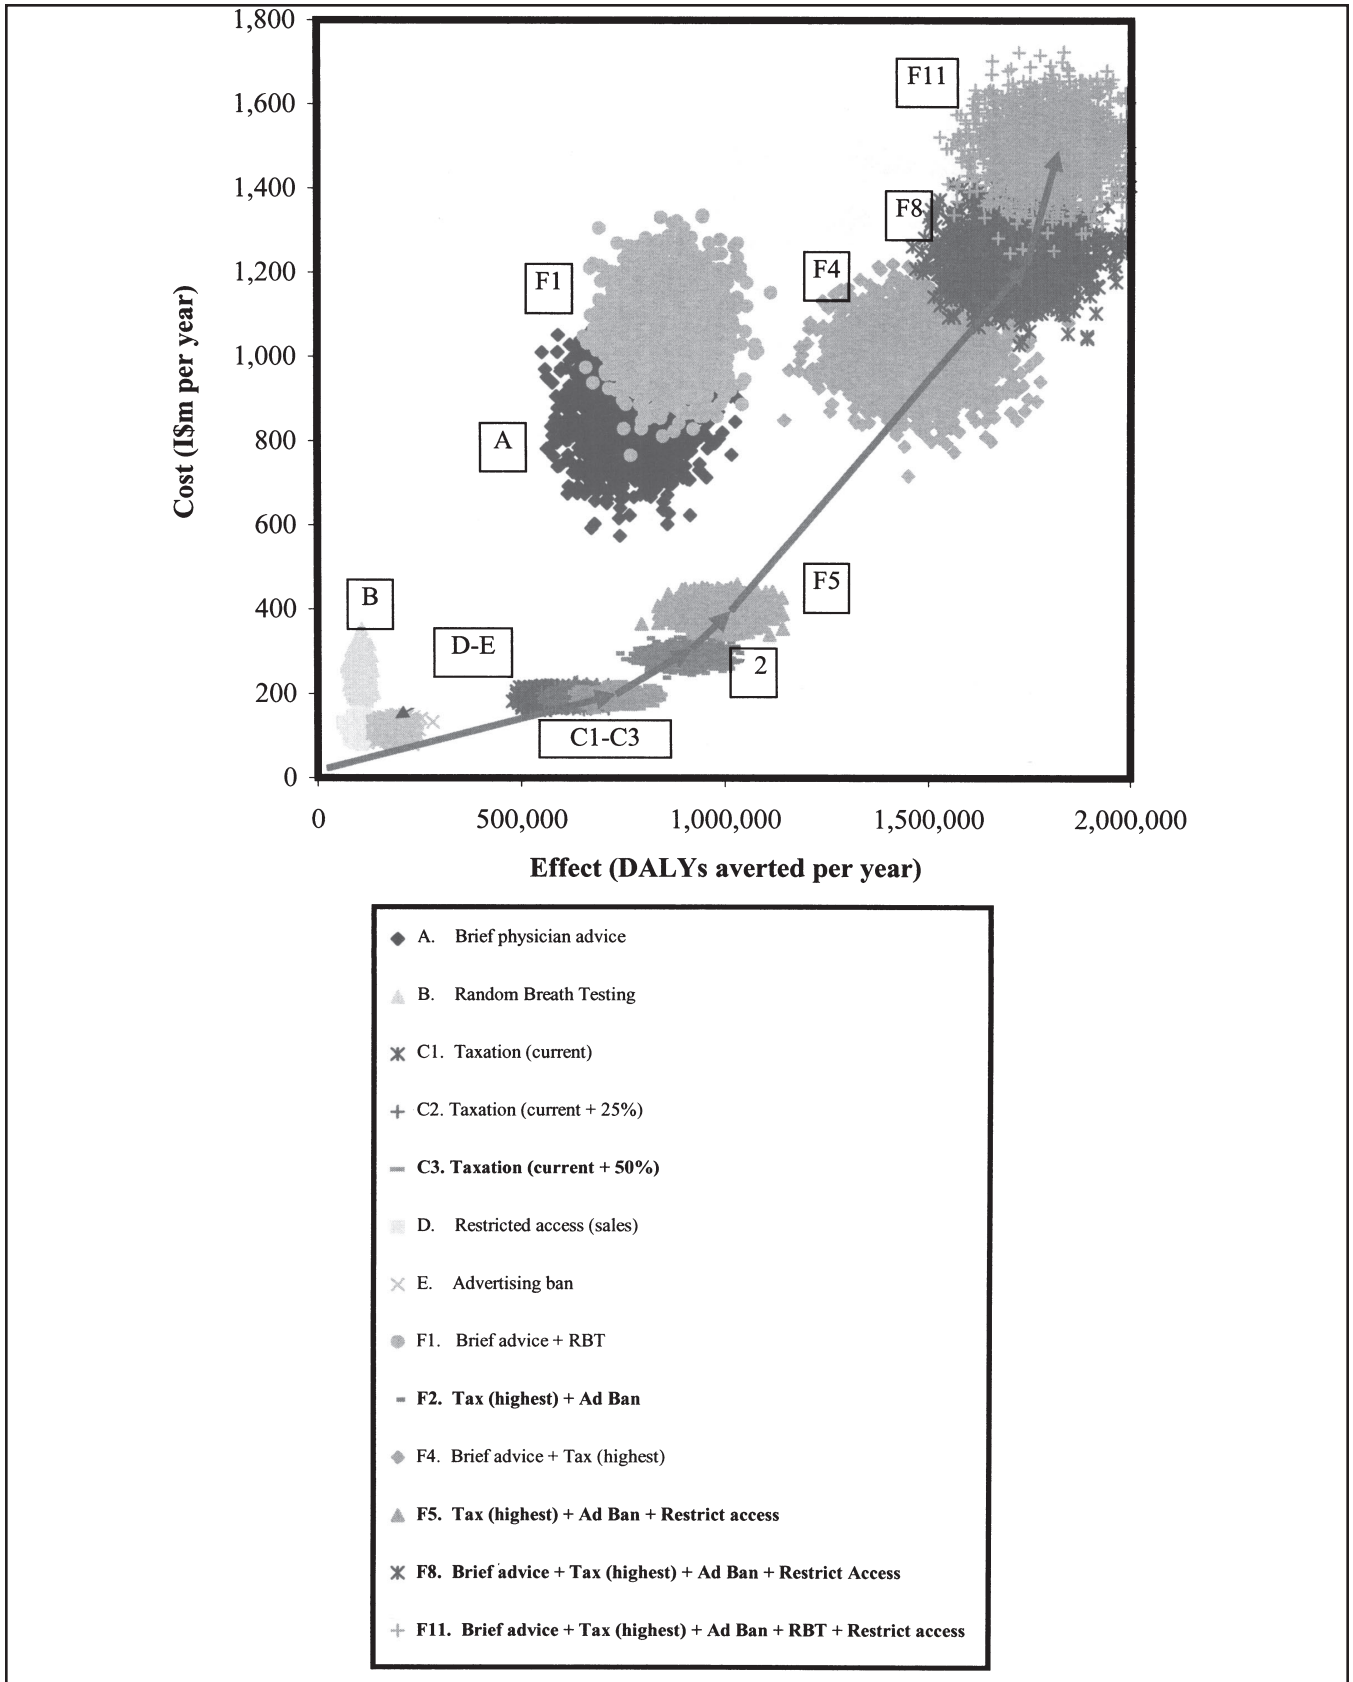 1,800
1,600
1,400
1,200
1,000
800
600
400
200
0
Cost (I$m per year)
F11
F8
F4
F1
A
F5
B
D-E
2
C1-C3
0 500,000 1,000,000 1,500,000 2,000,000
Effect (DALYs averted per year)
A. Brief physician advice
B. Random Breath Testing
C1. Taxation (current)
C2. Taxation (current + 25%)
C3. Taxation (current + 50%)
D. Restricted access (sales)
E. Advertising ban
F1. Brief advice + RBT
F2. Tax (highest) + Ad Ban
F4. Brief advice + Tax (highest)
F5. Tax (highest) + Ad Ban + Restrict access
F8. Brief advice + Tax (highest) + Ad Ban + Restrict Access
F11. Brief advice + Tax (highest) + Ad Ban + RBT + Restrict access